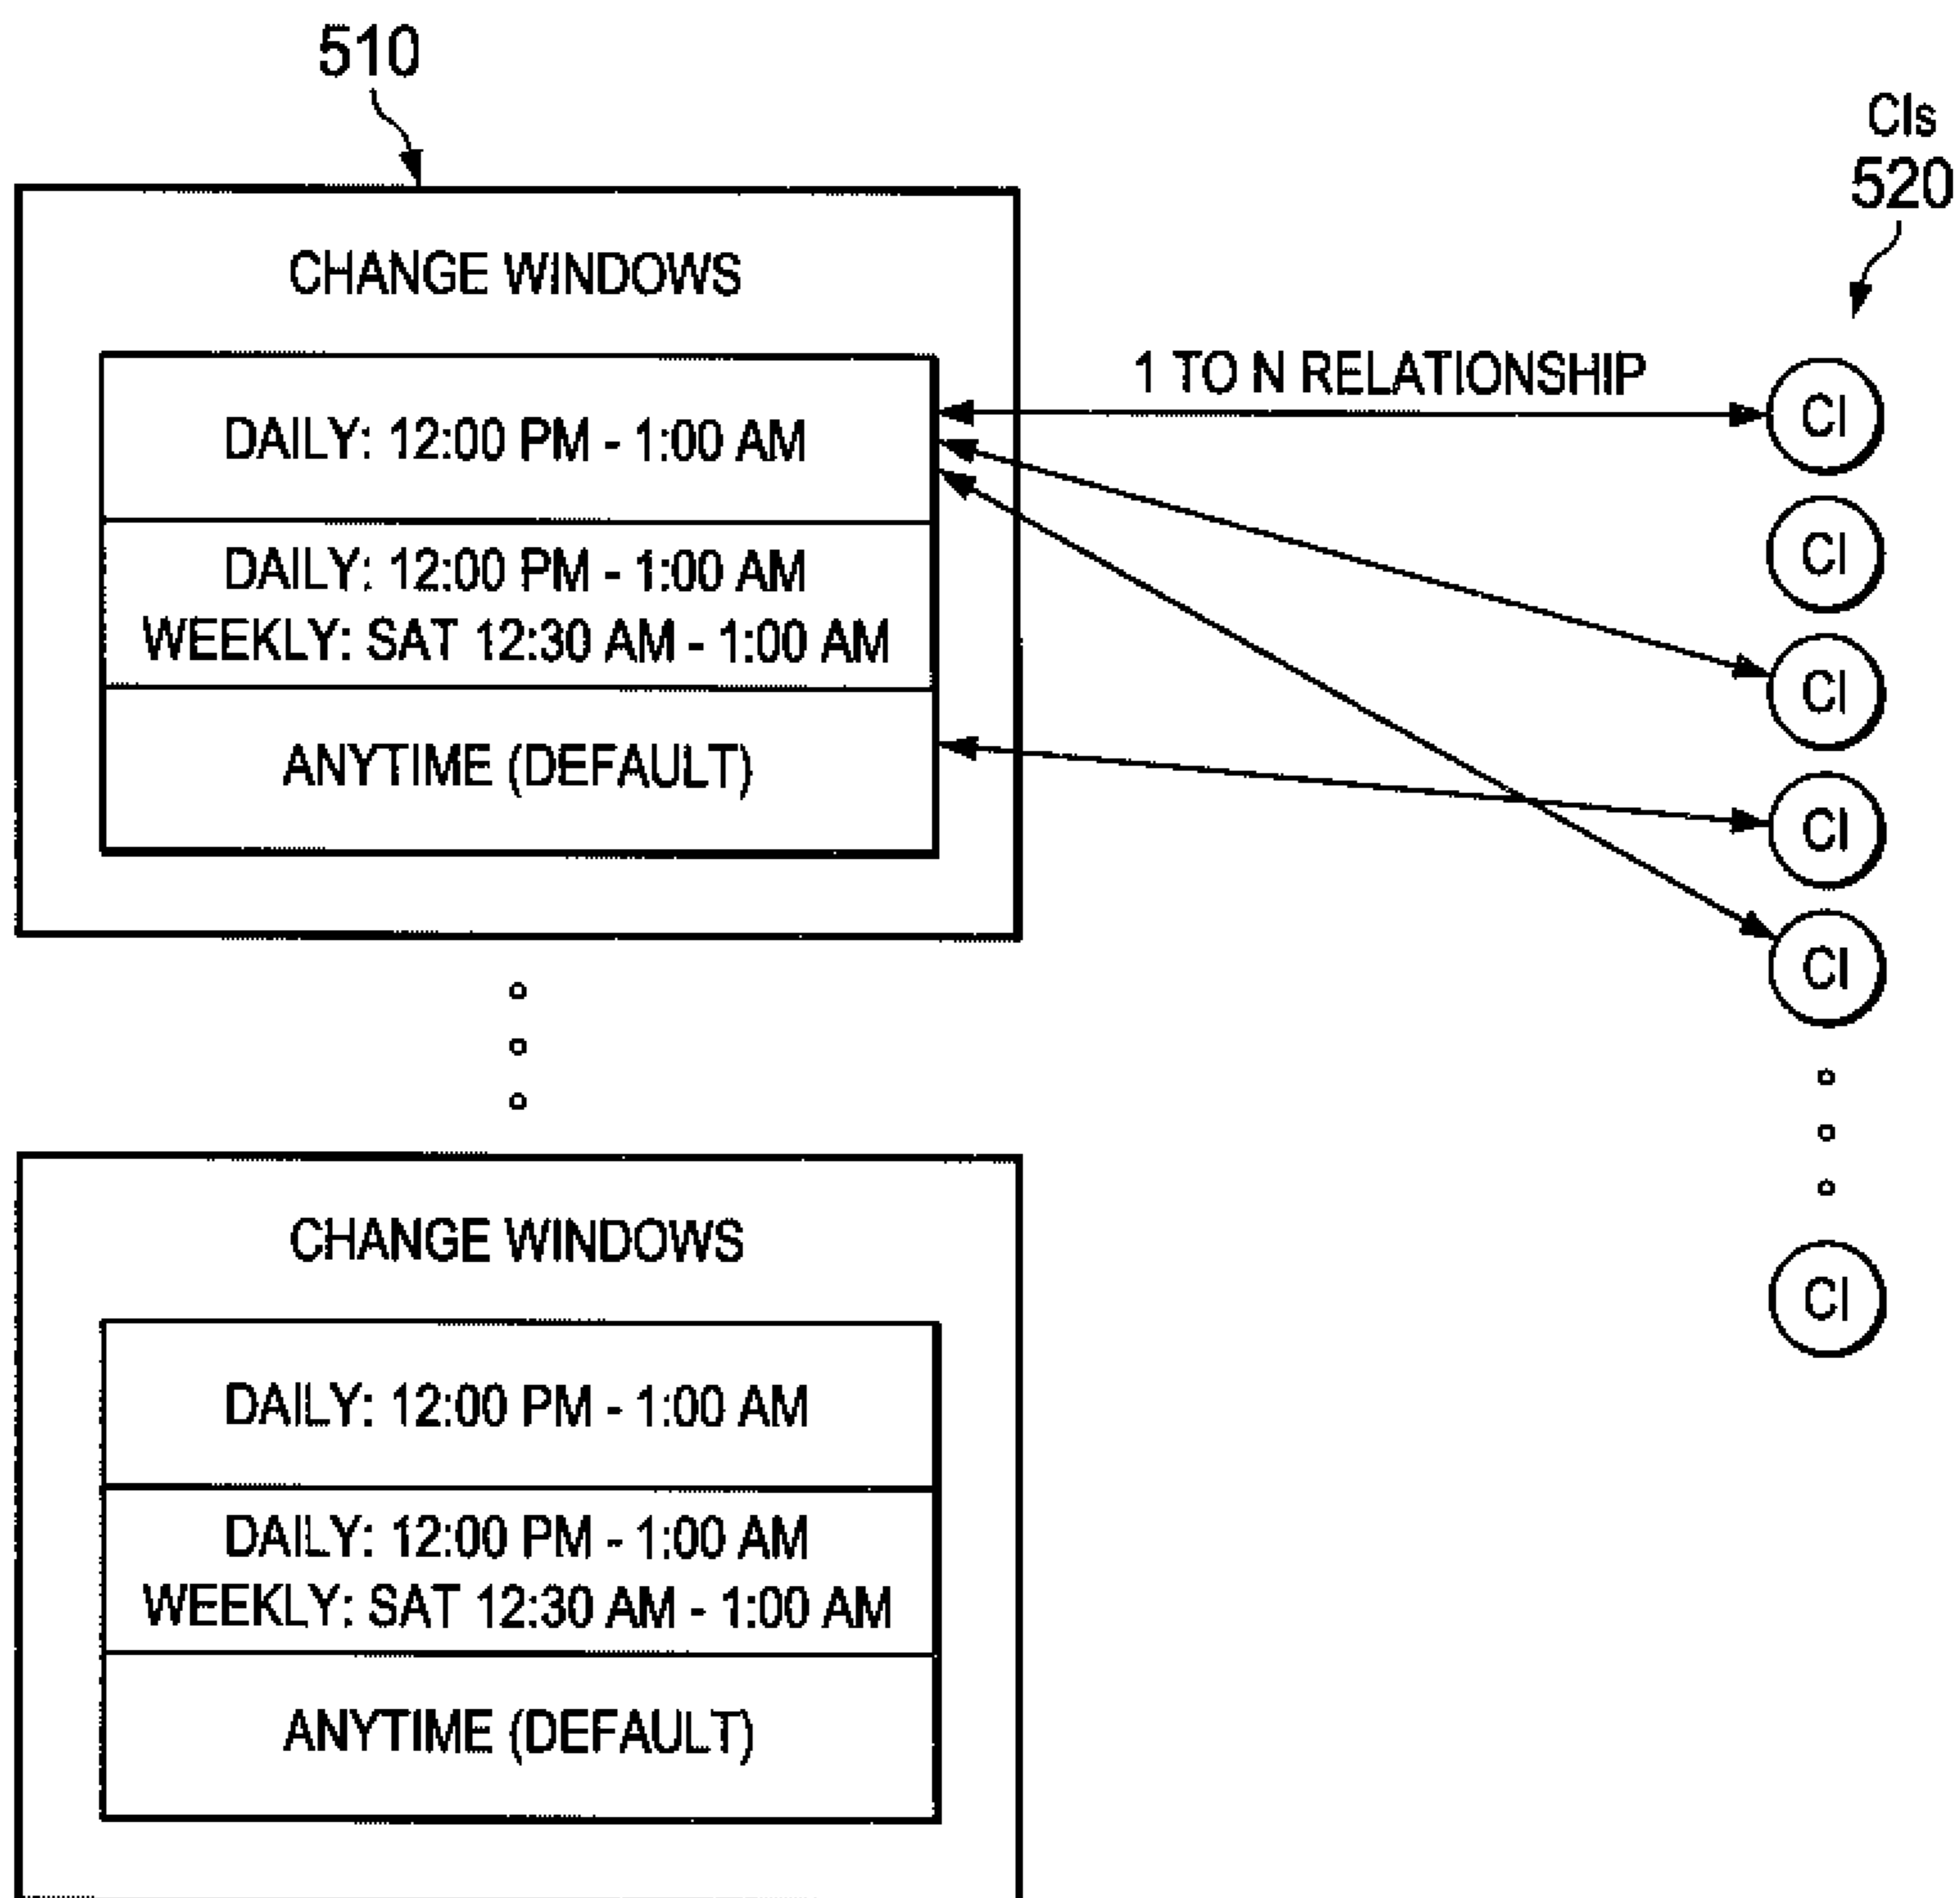 510
CIs
520
CHANGE WINDOWS
1 TO N RELATIONSHIP
DAILY: 12:00 PM - 1:00 AM
DAILY: 12:00 PM - 1:00 AM
WEEKLY: SAT 12:30 AM - 1:00 AM
ANYTIME (DEFAULT)
CI
CI
CI
CI
CI
CI
CHANGE WINDOWS
DAILY: 12:00 PM - 1:00 AM
DAILY: 12:00 PM - 1:00 AM
WEEKLY: SAT 12:30 AM - 1:00 AM
ANYTIME (DEFAULT)